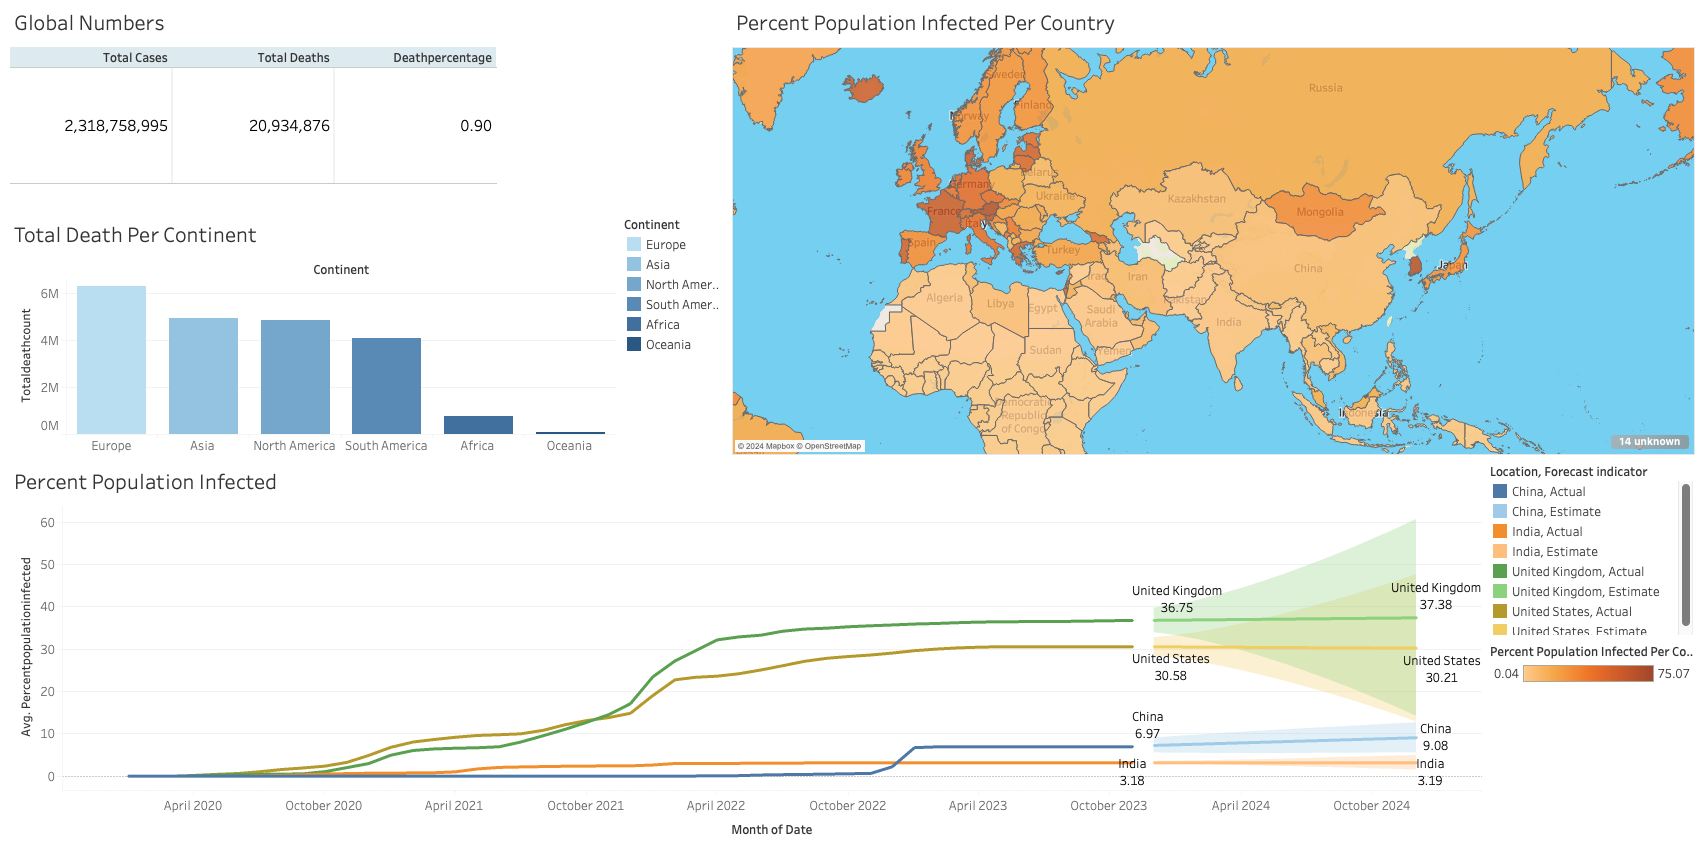 Global Numbers
Total Cases Total Deaths Deathpercentage
2,318,758,995 20,934,876 0.90
Total Death Per Continent
Continent
Totaldeathcount
6M
4M
2M
0M
Europe Asia North America South America Africa Oceania
Continent
Europe
Asia
North Amer..
South Amer..
Africa
Oceania
Percent Population Infected Per Country
Sweden
Finland
Norway
Russia
Belarus
German
Ukraine
France
Italy
Spain
Turkey
Kazakhstan
Mongolia
China
Japan
Iraq
Iran
Pakistan
Algeria
Libya
Egypt
Saudi
Arabia
India
Sudan
Yemen
Democratic
Republic
of Congo
Indonesia
© 2024 Mapbox © OpenStreetMap
14 unknown
Percent Population Infected
Avg. Percentpopulationinfected
60
50
40
30
20
10
0
United Kingdom
36.75
United Kingdom
37.38
United States
30.58
United States
30.21
China
6.97
China
9.08
India
3.18
India
3.19
April 2020 October 2020 April 2021 October 2021 April 2022 October 2022 April 2023 October 2023 April 2024 October 2024
Month of Date
Location, Forecast indicator
China, Actual
China, Estimate
India, Actual
India, Estimate
United Kingdom, Actual
United Kingdom, Estimate
United States, Actual
United States, Estimate
Percent Population Infected Per Co..
0.04 75.07